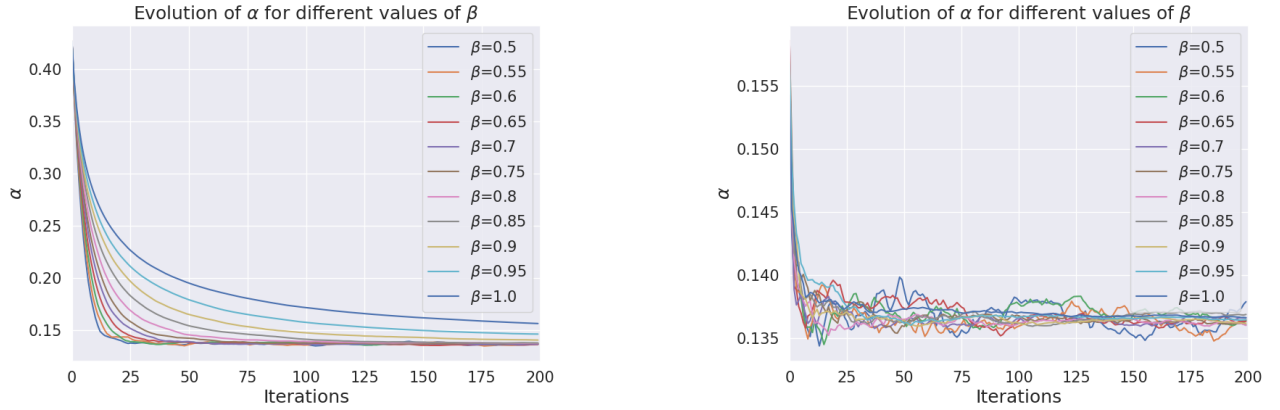 Evolution of α for different values of β
α
0.40
0.35
0.30
0.25
0.20
0.15
0 25 50 75 100 125 150 175 200
Iterations
β=0.5
β=0.55
β=0.6
β=0.65
β=0.7
β=0.75
β=0.8
β=0.85
β=0.9
β=0.95
β=1.0
Evolution of α for different values of β
α
0.155
0.150
0.145
0.140
0.135
0 25 50 75 100 125 150 175 200
Iterations
β=0.5
β=0.55
β=0.6
β=0.65
β=0.7
β=0.75
β=0.8
β=0.85
β=0.9
β=0.95
β=1.0